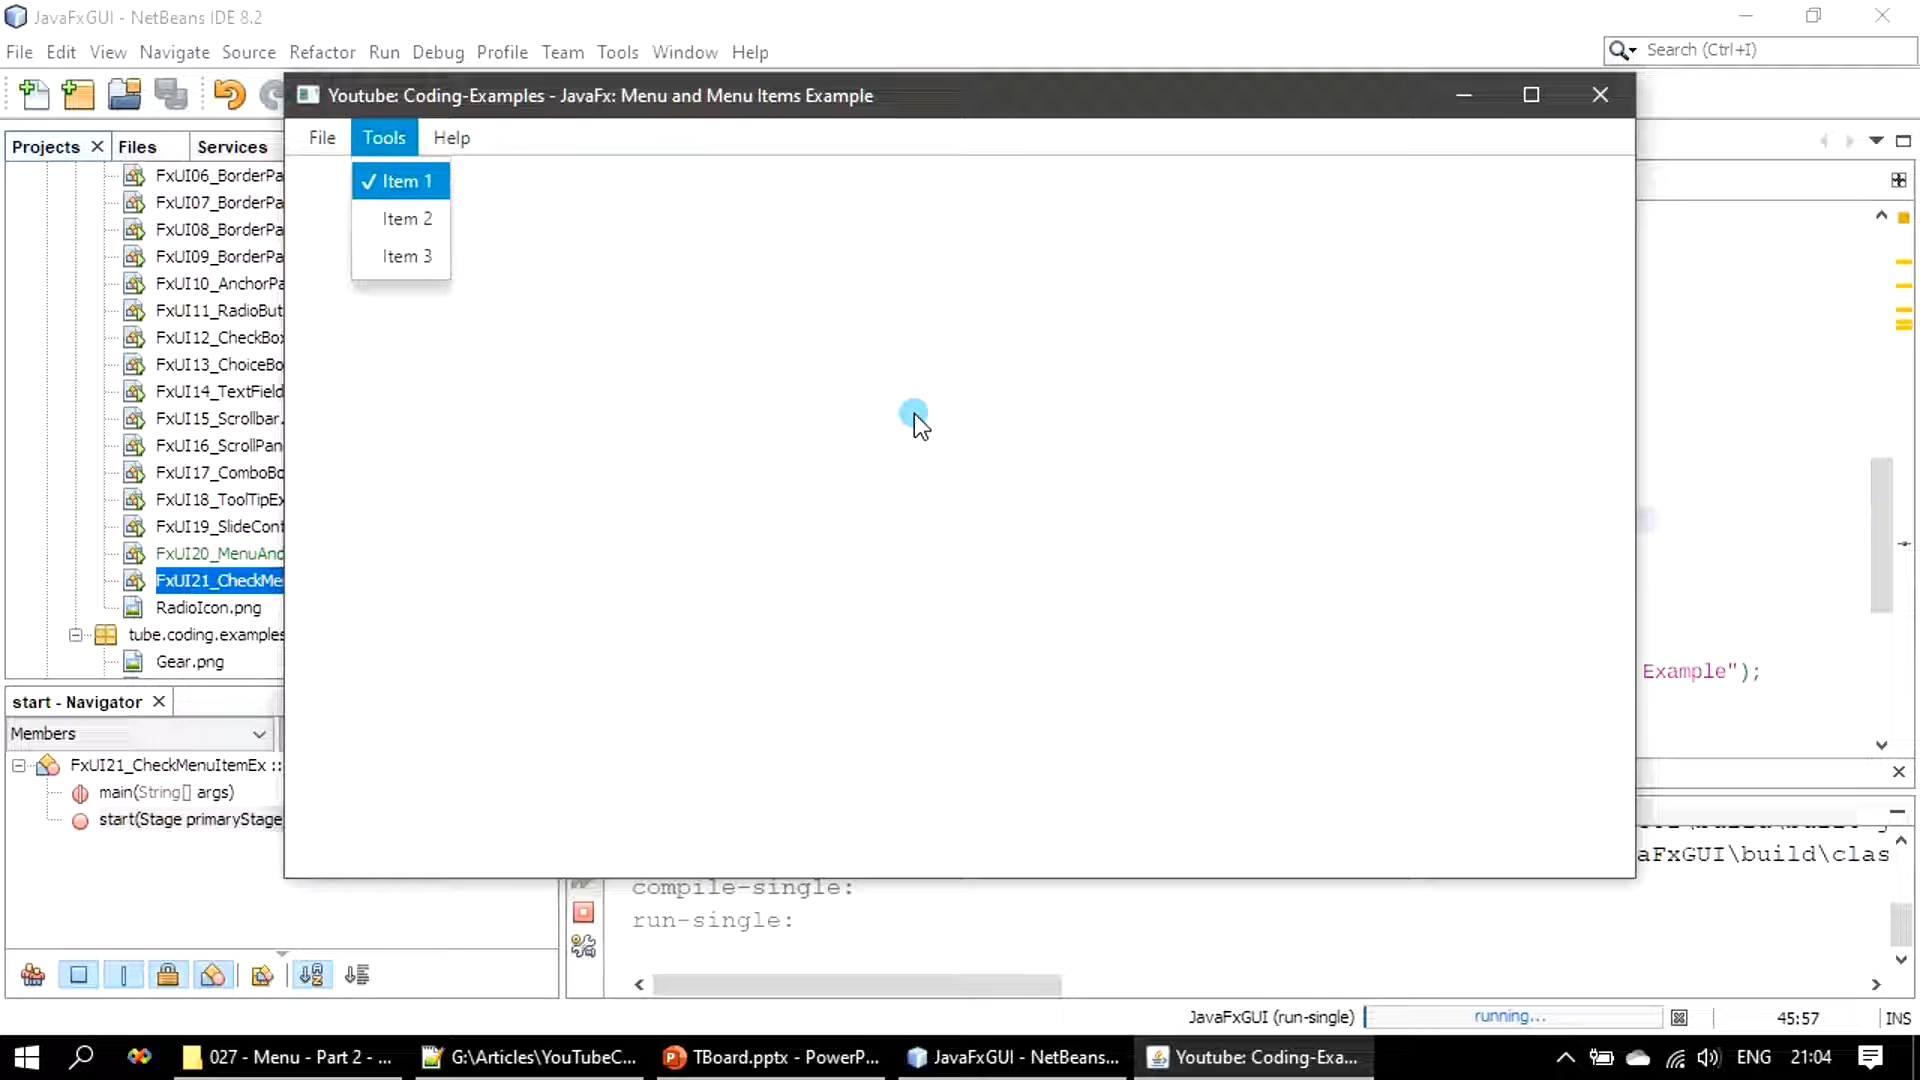 JavaFxGUI - NetBeans IDE 8.2
File Edit View Navigate Source Refactor Run Debug Profile Team Tools Window Help
Search (Ctrl+I)
Youtube: Coding-Examples - JavaFx: Menu and Menu Items Example
File Tools Help
Item 1
Item 2
Item 3
Projects Files Services
FxUI06_BorderPa
FxUI07_BorderPa
FxUI08_BorderPa
FxUI09_BorderPa
FxUI10_AnchorPa
FxUI11_RadioBut
FxUI12_CheckBo
FxUI13_ChoiceBo
FxUI14_TextField
FxUI15_Scrollbar.
FxUI16_ScrollPan
FxUI17_ComboBo
FxUI18_ToolTipEx
FxUI19_SlideCont
FxUI20_MenuAnd
FxUI21_CheckMe
RadioIcon.png
tube.coding.examples
Gear.png
Example");
start - Navigator
Members
FxUI21_CheckMenuItemEx ::
main(String[] args)
start(Stage primaryStage
aFxGUI\build\clas
compile-single:
run-single:
JavaFxGUI (run-single) running... 45:57 INS
027 - Menu - Part 2 - ...
G:\Articles\YouTubeC...
TBoard.pptx - PowerP...
JavaFxGUI - NetBeans...
Youtube: Coding-Exa...
ENG 21:04